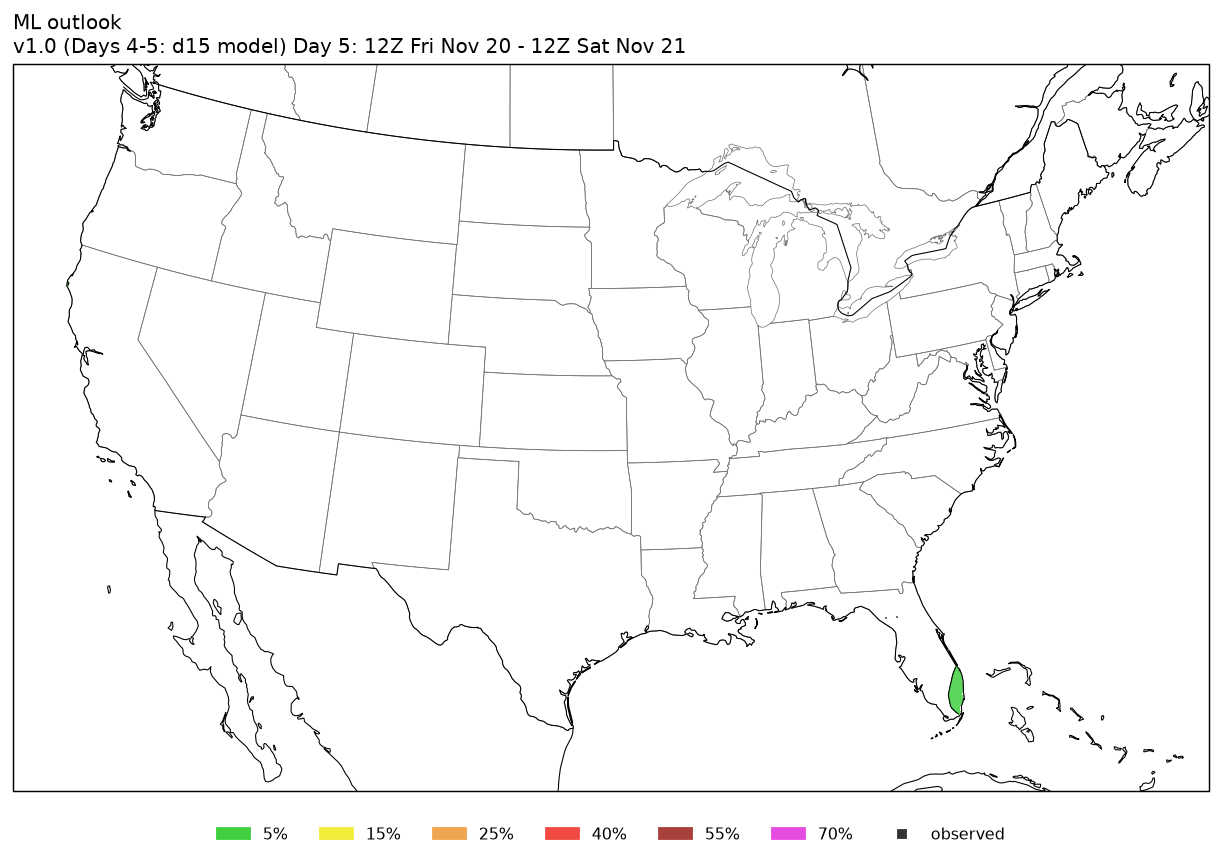 ML outlook
v1.0 (Days 4-5: d15 model) Day 5: 12Z Fri Nov 20 - 12Z Sat Nov 21
5% 15% 25% 40% 55% 70% observed